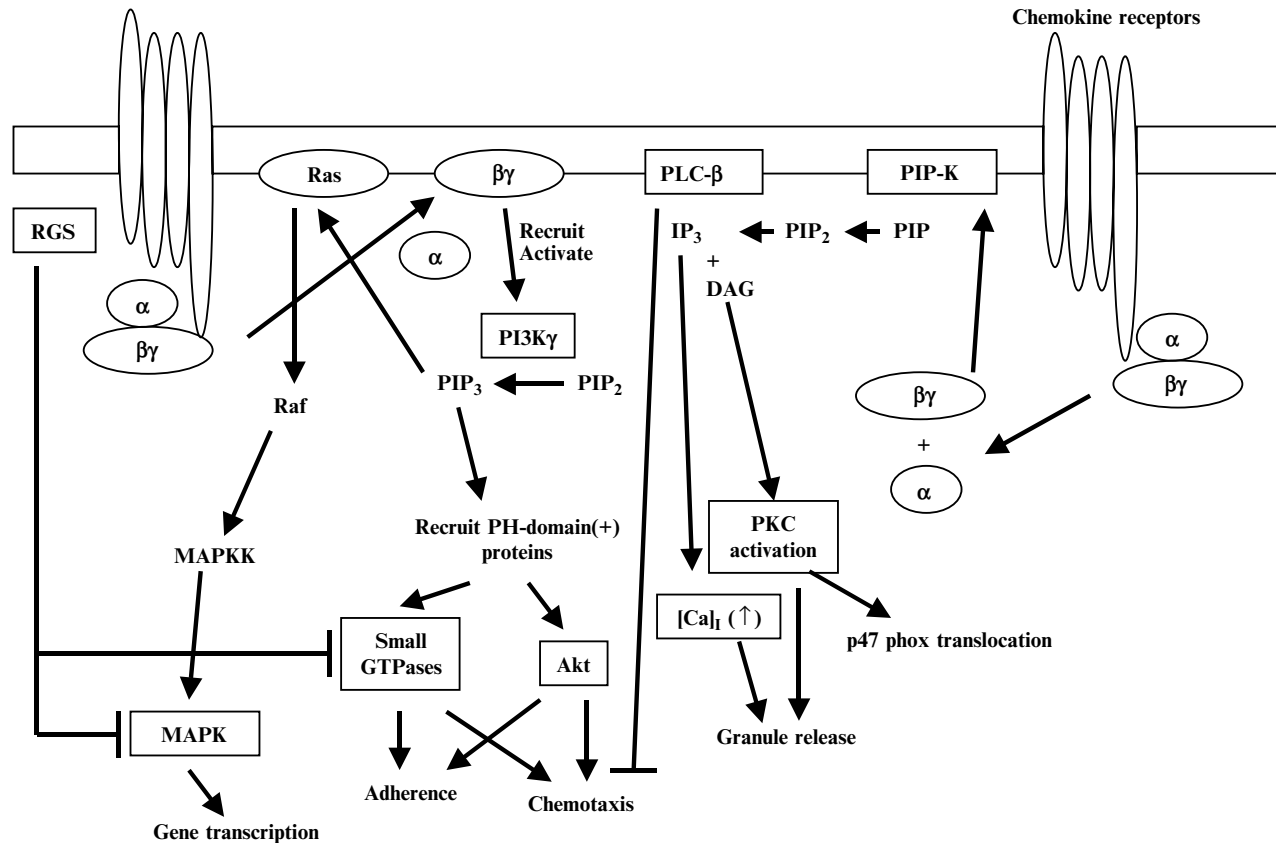 Chemokine receptors
Ras
βγ
PLC-β
PIP-K
RGS
Recruit
Activate
α
IP₃
PIP₂
PIP
+
DAG
α
βγ
PI3Kγ
α
βγ
PIP₃
PIP₂
βγ
+
α
Raf
Recruit PH-domain(+)
proteins
PKC
activation
MAPKK
[Ca]I (↑)
p47 phox translocation
Small
GTPases
Akt
MAPK
Granule release
Adherence
Chemotaxis
Gene transcription